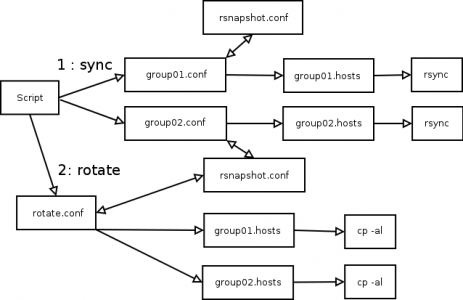 rsnapshot.conf
1 : sync
group01.conf
group01.hosts
rsync
Script
group02.conf
group02.hosts
rsync
2: rotate
rsnapshot.conf
rotate.conf
group01.hosts
cp -al
group02.hosts
cp -al